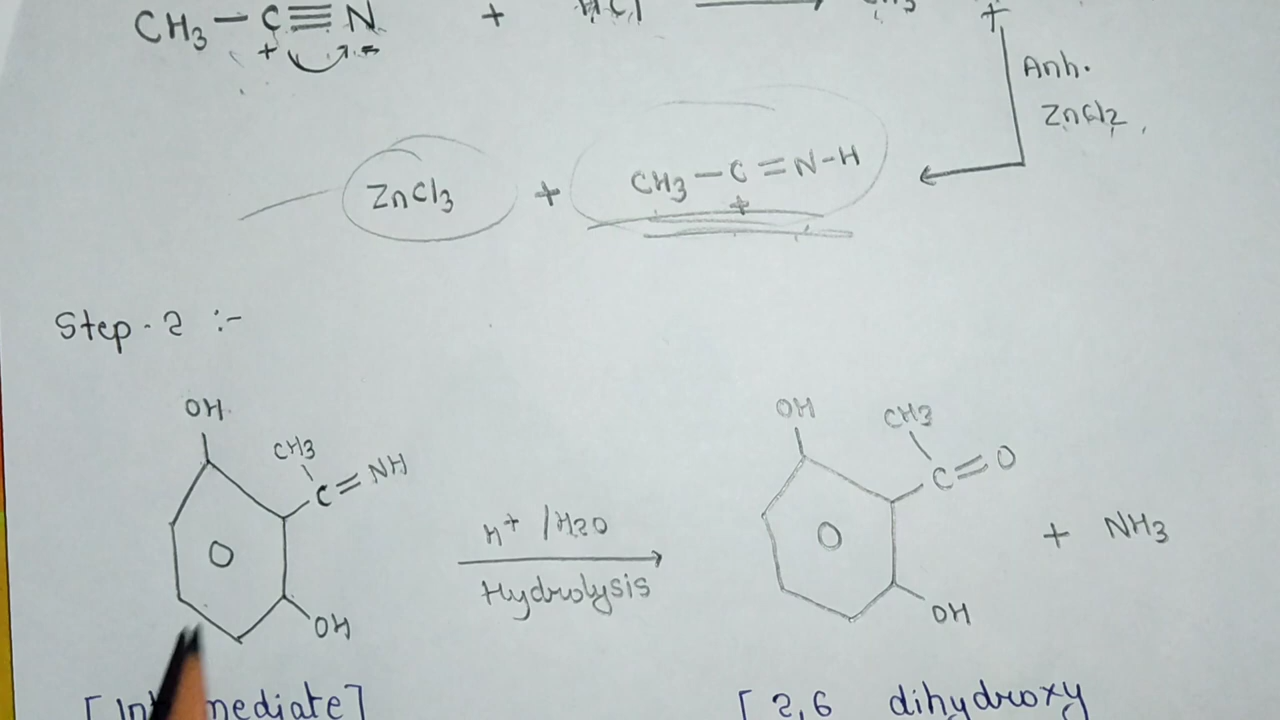 CH3 — C ≡ N + HCl
+ -
+
Anh.
ZnCl2
ZnCl3 + CH3 — C = N-H
+
Step - 2 :-
OH
CH3
C = NH
OH
H+ / H2O
Hydrolysis
OH
CH3
C = O
OH
+ NH3
[ 2,6 dihydroxy